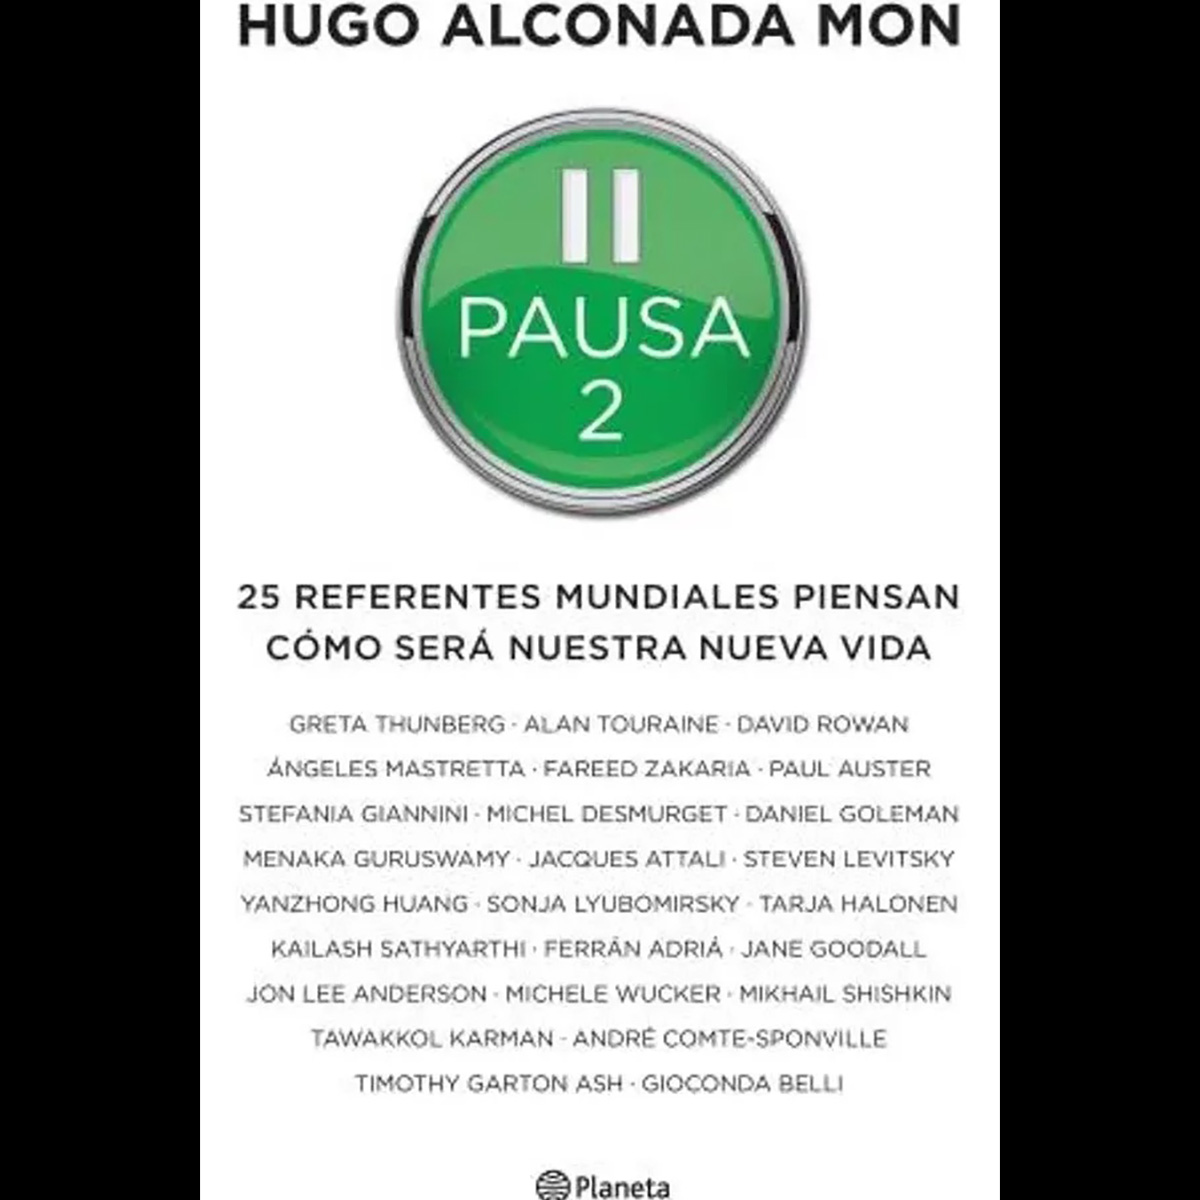 HUGO ALCONADA MON
PAUSA
2
25 REFERENTES MUNDIALES PIENSAN
CÓMO SERÁ NUESTRA NUEVA VIDA
GRETA THUNBERG · ALAN TOURAINE · DAVID ROWAN
ÁNGELES MASTRETTA · FAREED ZAKARIA · PAUL AUSTER
STEFANIA GIANNINI · MICHEL DESMURGET · DANIEL GOLEMAN
MENAKA GURUSWAMY · JACQUES ATTALI · STEVEN LEVITSKY
YANZHONG HUANG · SONJA LYUBOMIRSKY · TARJA HALONEN
KAILASH SATHYARTHI · FERRÁN ADRIÁ · JANE GOODALL
JON LEE ANDERSON · MICHELE WUCKER · MIKHAIL SHISHKIN
TAWAKKOL KARMAN · ANDRÉ COMTE-SPONVILLE
TIMOTHY GARTON ASH · GIOCONDA BELLI
Planeta